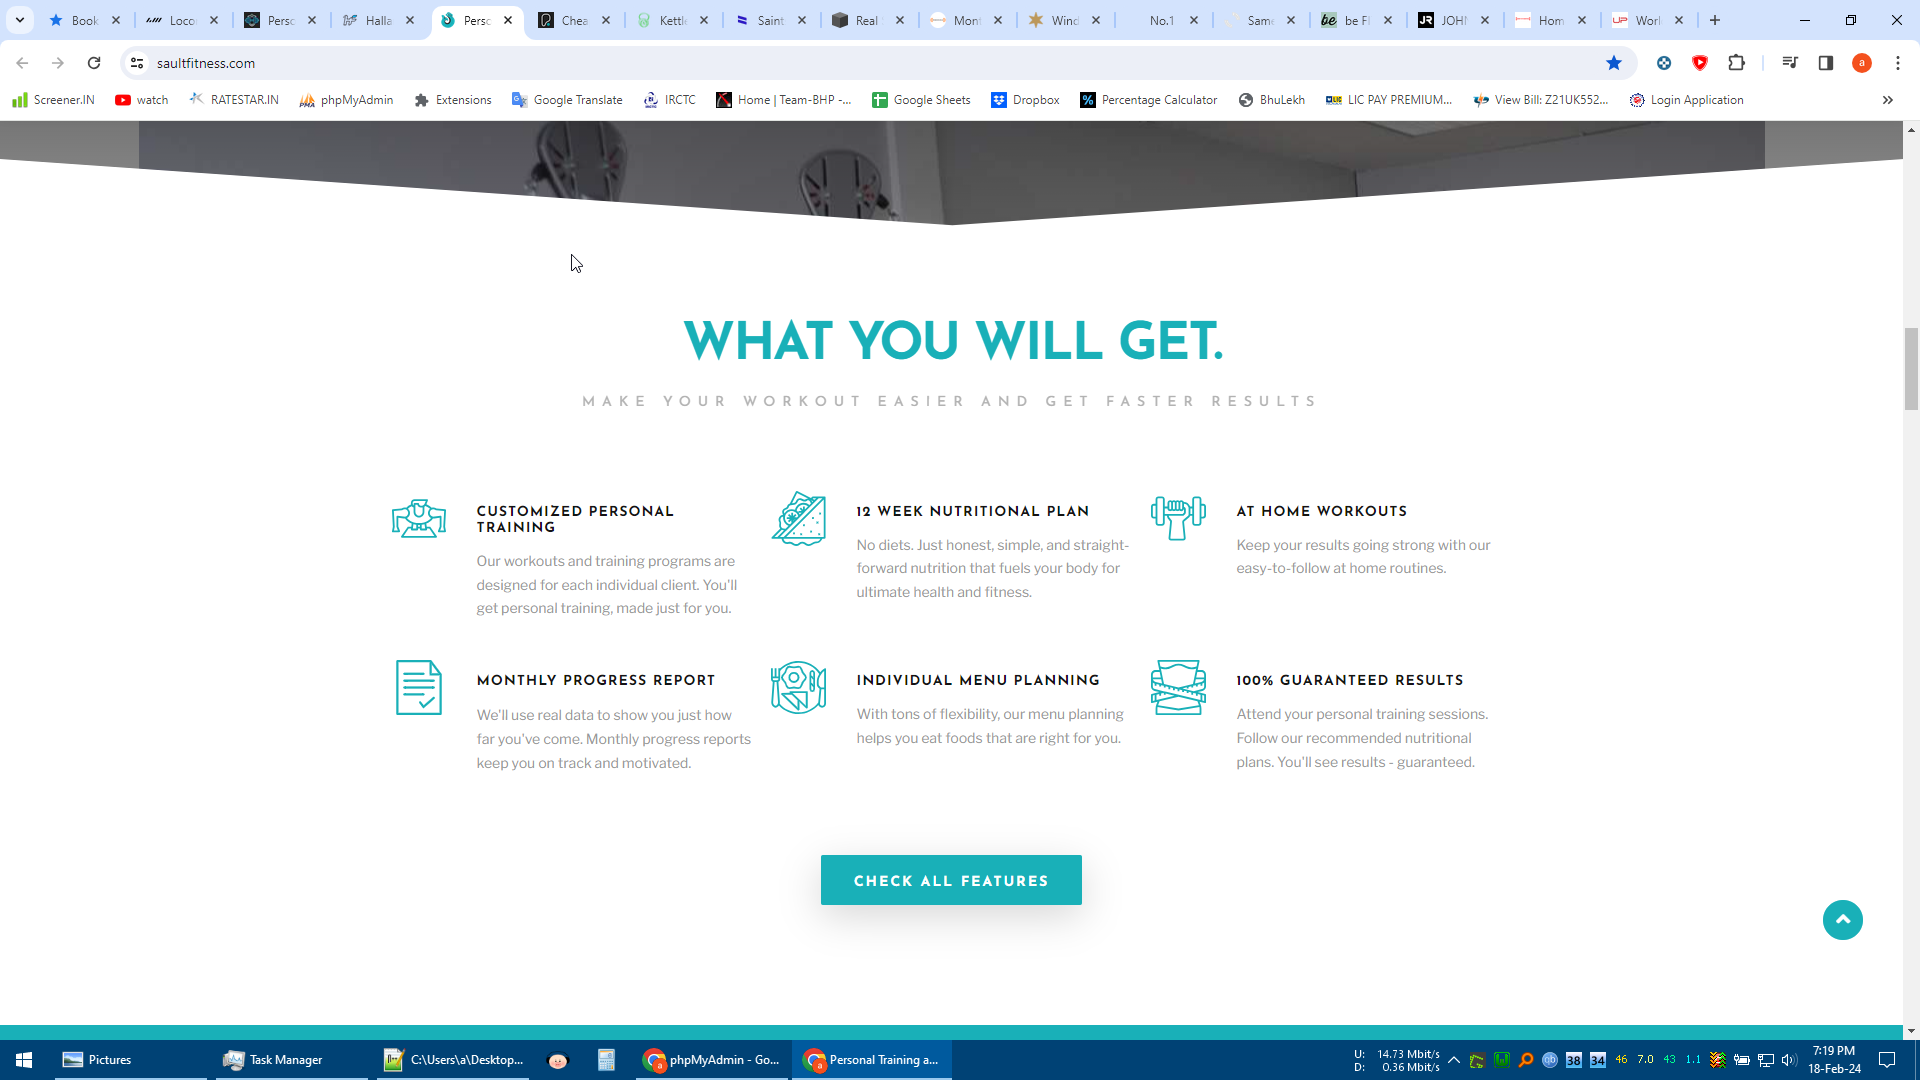 Book
Loco
Perso
Halla
Perso
Chea
Kettle
Saint
Real
Mont
Wind
No.1
Same
be Fl
JOHN
Hom
Worl
saultfitness.com
Screener.IN
watch
RATESTAR.IN
phpMyAdmin
Extensions
Google Translate
IRCTC
Home | Team-BHP -...
Google Sheets
Dropbox
Percentage Calculator
BhuLekh
LIC PAY PREMIUM...
View Bill: Z21UK552...
Login Application
WHAT YOU WILL GET.
MAKE YOUR WORKOUT EASIER AND GET FASTER RESULTS
CUSTOMIZED PERSONAL
TRAINING
Our workouts and training programs are
designed for each individual client. You'll
get personal training, made just for you.
12 WEEK NUTRITIONAL PLAN
No diets. Just honest, simple, and straight-
forward nutrition that fuels your body for
ultimate health and fitness.
AT HOME WORKOUTS
Keep your results going strong with our
easy-to-follow at home routines.
MONTHLY PROGRESS REPORT
We'll use real data to show you just how
far you've come. Monthly progress reports
keep you on track and motivated.
INDIVIDUAL MENU PLANNING
With tons of flexibility, our menu planning
helps you eat foods that are right for you.
100% GUARANTEED RESULTS
Attend your personal training sessions.
Follow our recommended nutritional
plans. You'll see results - guaranteed.
CHECK ALL FEATURES
Pictures
Task Manager
C:\Users\a\Desktop...
phpMyAdmin - Go...
Personal Training a...
U: 14.73 Mbit/s
D: 0.36 Mbit/s
38
34
46
7.0
43
1.1
7:19 PM
18-Feb-24